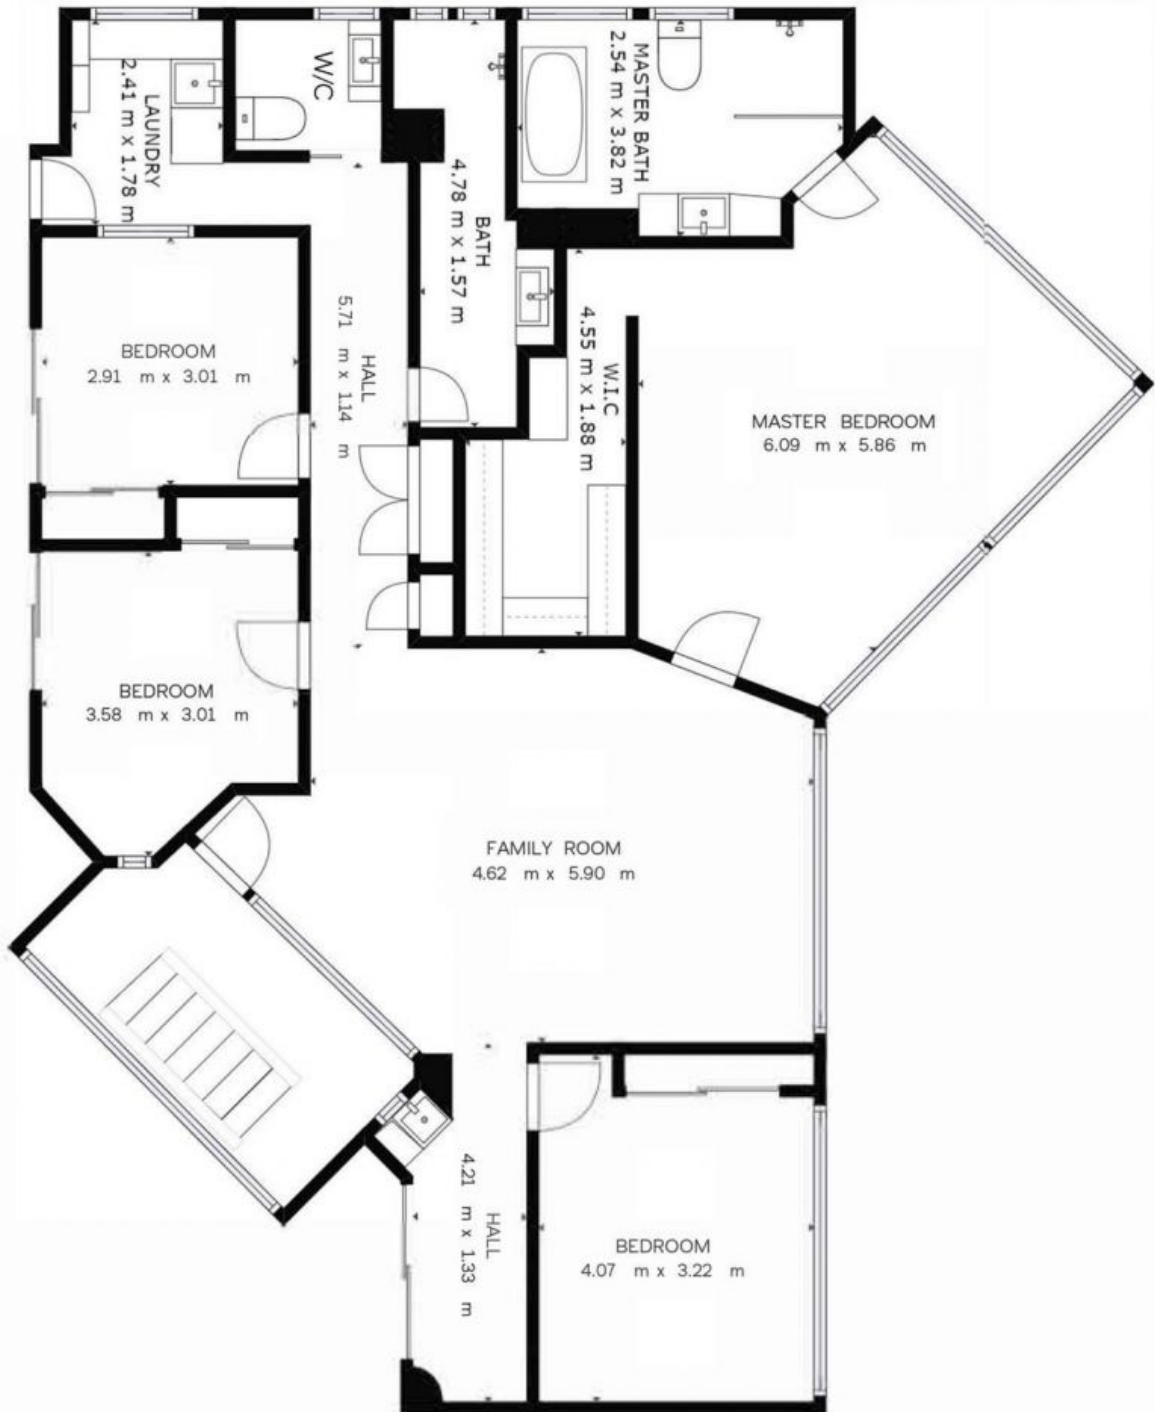 LAUNDRY
2.41 m x 1.78 m
W/C
MASTER BATH
2.54 m x 3.82 m
BATH
4.78 m x 1.57 m
BEDROOM
2.91 m x 3.01 m
HALL
5.71 m x 1.14 m
W.I.C
4.55 m x 1.88 m
MASTER BEDROOM
6.09 m x 5.86 m
BEDROOM
3.58 m x 3.01 m
FAMILY ROOM
4.62 m x 5.90 m
HALL
4.21 m x 1.33 m
BEDROOM
4.07 m x 3.22 m